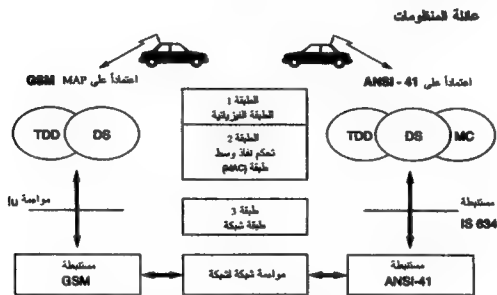 عائلة المنظومات
اعتماداً على ANSI - 41
اعتماداً على GSM MAP
الطبقة 1
الطبقة الفيزيائية
الطبقة 2
تحكم نفاذ وسط
طبقة (MAC)
TDD DS MC
TDD DS
مستنبطة
IS 634
طبقة 3
طبقة شبكة
مواءمة Iu
مستنبطة
ANSI-41
مواءمة شبكة لشبكة
مستنبطة
GSM